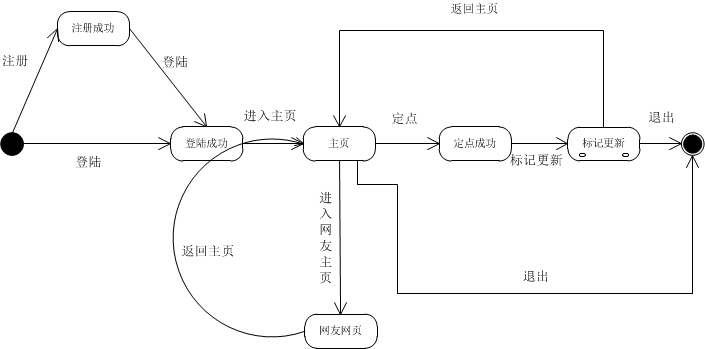 返回主页
注册成功
注册
登陆
进入主页
定点
退出
登陆成功
主页
定点成功
标记更新
登陆
标记更新
进入网友主页
返回主页
退出
网友网页